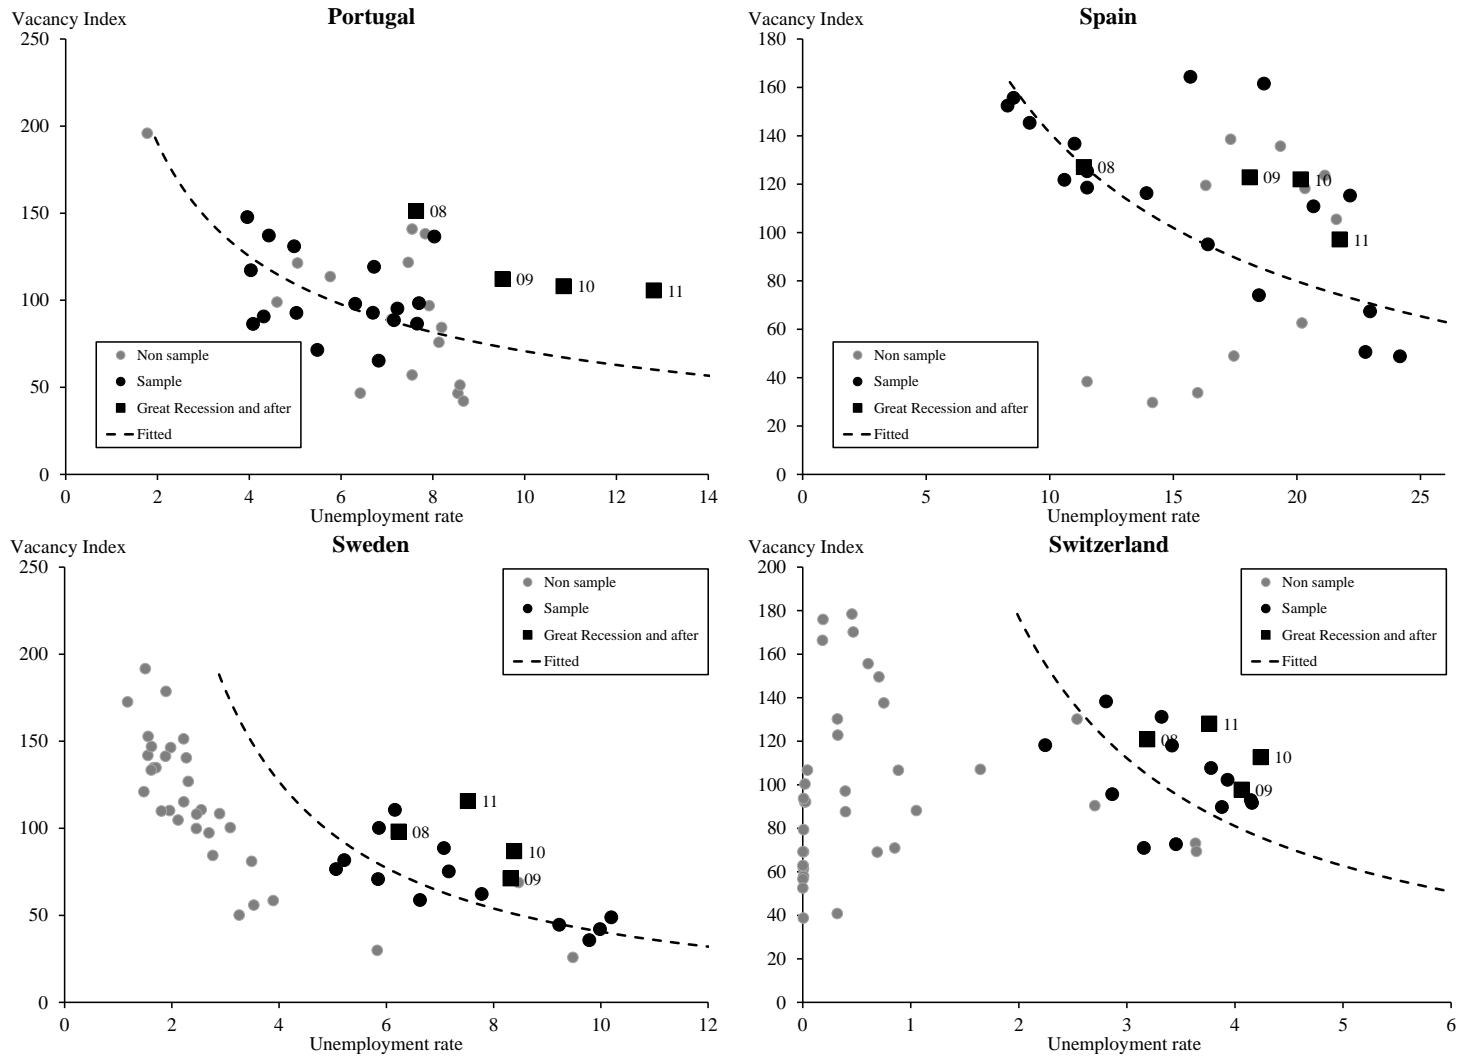 Vacancy Index
Portugal
250
200
150
100
50
0
0 2 4 6 8 10 12 14
Unemployment rate
08
09
10
11
Non sample
Sample
Great Recession and after
Fitted
Vacancy Index
Spain
180
160
140
120
100
80
60
40
20
0
0 5 10 15 20 25
Unemployment rate
08
09
10
11
Non sample
Sample
Great Recession and after
Fitted
Vacancy Index
Sweden
250
200
150
100
50
0
0 2 4 6 8 10 12
Unemployment rate
Non sample
Sample
Great Recession and after
Fitted
11
08
10
09
Vacancy Index
Switzerland
200
180
160
140
120
100
80
60
40
20
0
0 1 2 3 4 5 6
Unemployment rate
Non sample
Sample
Great Recession and after
Fitted
11
08
10
09